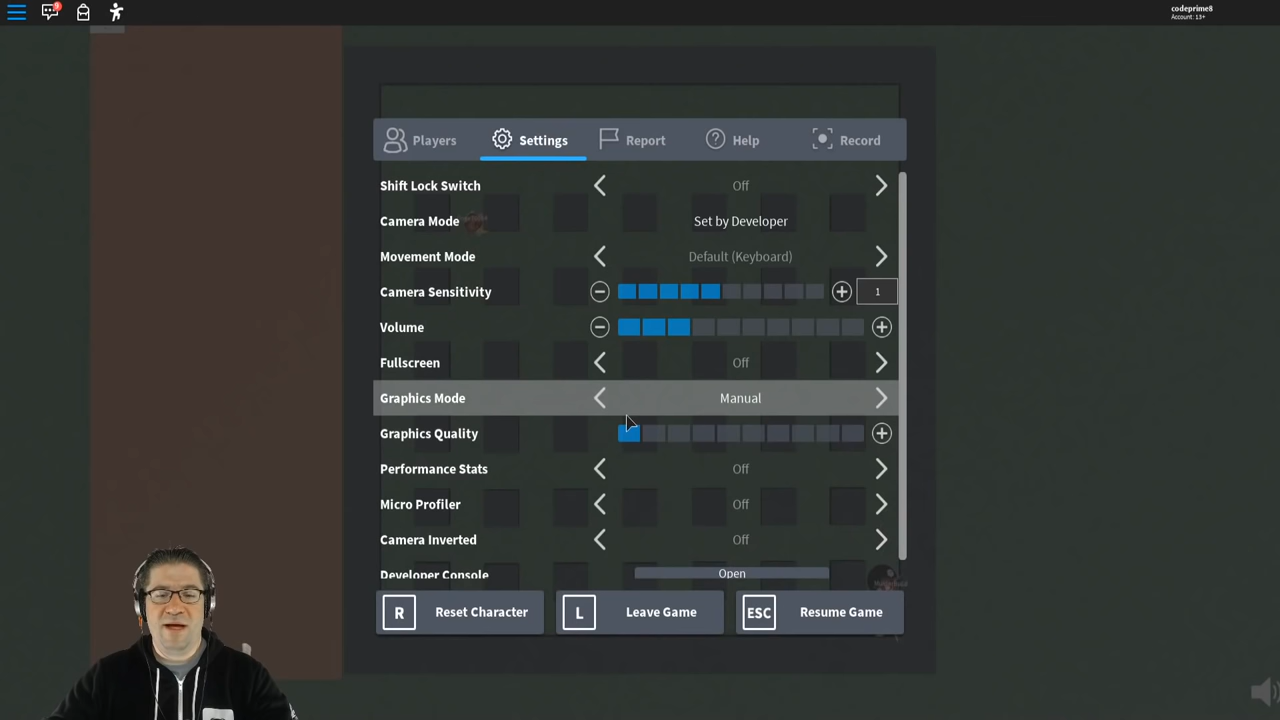 9
codeprime8
Account: 13+
Players
Settings
Report
Help
Record
Shift Lock Switch Off
Camera Mode Set by Developer
Movement Mode Default (Keyboard)
Camera Sensitivity 1
Volume
Fullscreen Off
Graphics Mode Manual
Graphics Quality
Performance Stats Off
Micro Profiler Off
Camera Inverted Off
Developer Console Open
R Reset Character
L Leave Game
ESC Resume Game